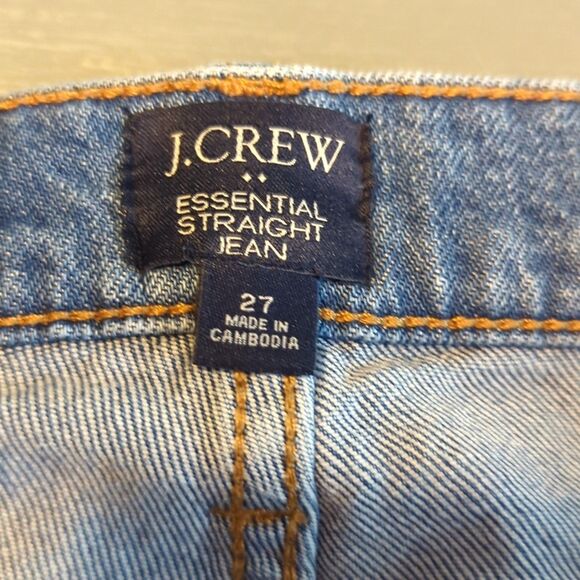 J.CREW
ESSENTIAL
STRAIGHT
JEAN
27
MADE IN
CAMBODIA